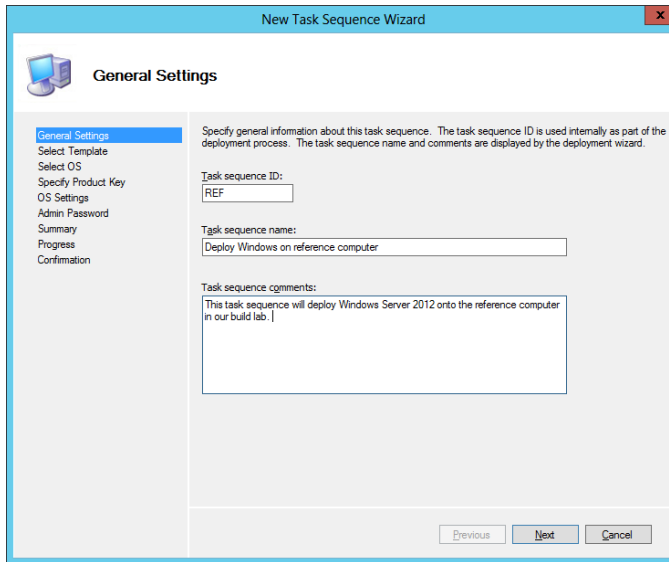 New Task Sequence Wizard
x
General Settings
General Settings
Select Template
Select OS
Specify Product Key
OS Settings
Admin Password
Summary
Progress
Confirmation
Specify general information about this task sequence. The task sequence ID is used internally as part of the
deployment process. The task sequence name and comments are displayed by the deployment wizard.
Task sequence ID:
REF
Task sequence name:
Deploy Windows on reference computer
Task sequence comments:
This task sequence will deploy Windows Server 2012 onto the reference computer
in our build lab.
Previous Next Cancel